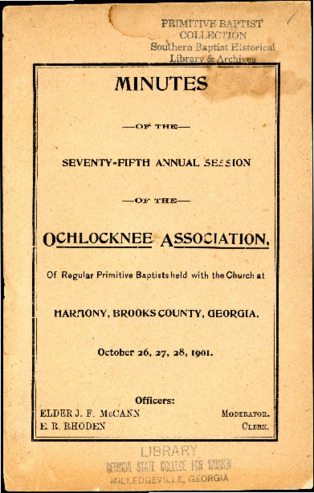 PRIMITIVE BAPTIST
COLLECTION
Southern Baptist Historical
Library & Archives
MINUTES
—OF THE—
SEVENTY-FIFTH ANNUAL SESSION
—OF THE—
OCHLOCKNEE ASSOCIATION,
Of Regular Primitive Baptists held with the Church at
HARMONY, BROOKS COUNTY, GEORGIA.
October 26, 27, 28, 1901.
Officers:
ELDER J. F. McCANN MODERATOR.
E. R. RHODEN CLERK.
LIBRARY
GEORGIA STATE COLLEGE FOR WOMEN
MILLEDGEVILLE, GEORGIA